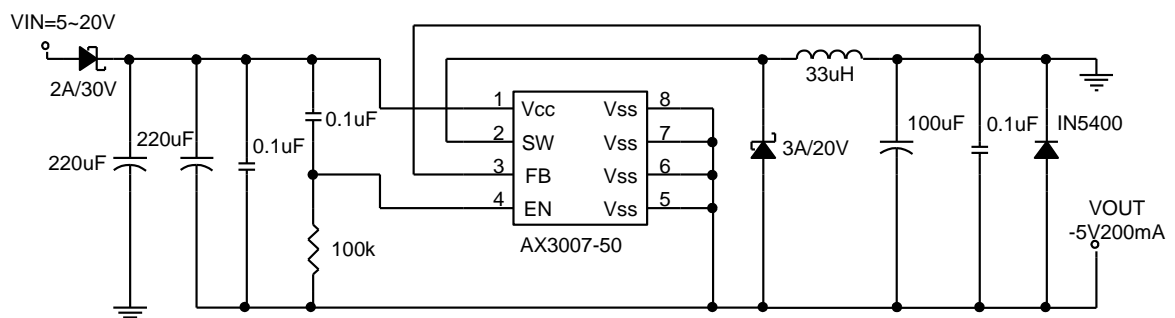 VIN=5~20V
2A/30V
220uF
220uF
0.1uF
0.1uF
100k
1 Vcc Vss 8
2 SW Vss 7
3 FB Vss 6
4 EN Vss 5
AX3007-50
33uH
3A/20V
100uF
0.1uF
IN5400
VOUT
-5V200mA